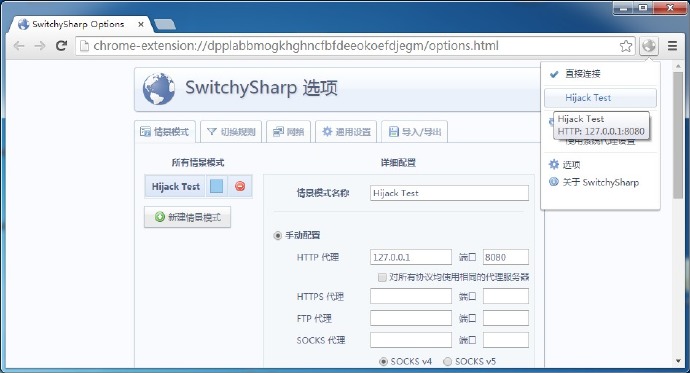 SwitchySharp Options
chrome-extension://dpplabbmogkhghncfbfdeeokoefdjegm/options.html
SwitchySharp 选项
直接连接
Hijack Test
Hijack Test
HTTP: 127.0.0.1:8080
使用系统代理设置
选项
关于 SwitchySharp
情景模式
切换规则
网络
通用设置
导入/导出
所有情景模式
Hijack Test
新建情景模式
详细配置
情景模式名称 Hijack Test
手动配置
HTTP 代理 127.0.0.1 端口 8080
对所有协议均使用相同的代理服务器
HTTPS 代理 端口
FTP 代理 端口
SOCKS 代理 端口
SOCKS v4 SOCKS v5